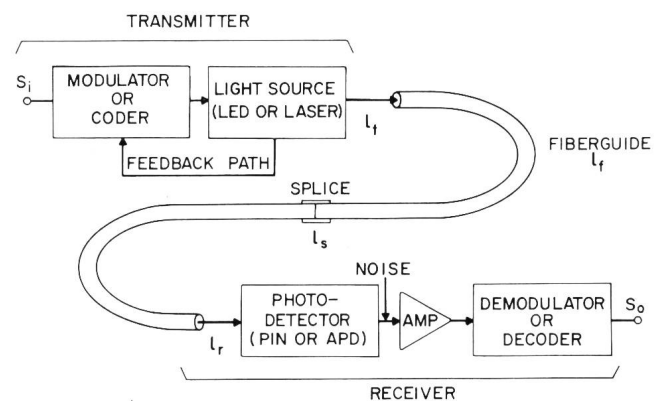 TRANSMITTER
Si
MODULATOR
OR
CODER
LIGHT SOURCE
(LED OR LASER)
lt
FEEDBACK PATH
FIBERGUIDE
lf
SPLICE
ls
NOISE
lr
PHOTO-
DETECTOR
(PIN OR APD)
AMP
DEMODULATOR
OR
DECODER
So
RECEIVER